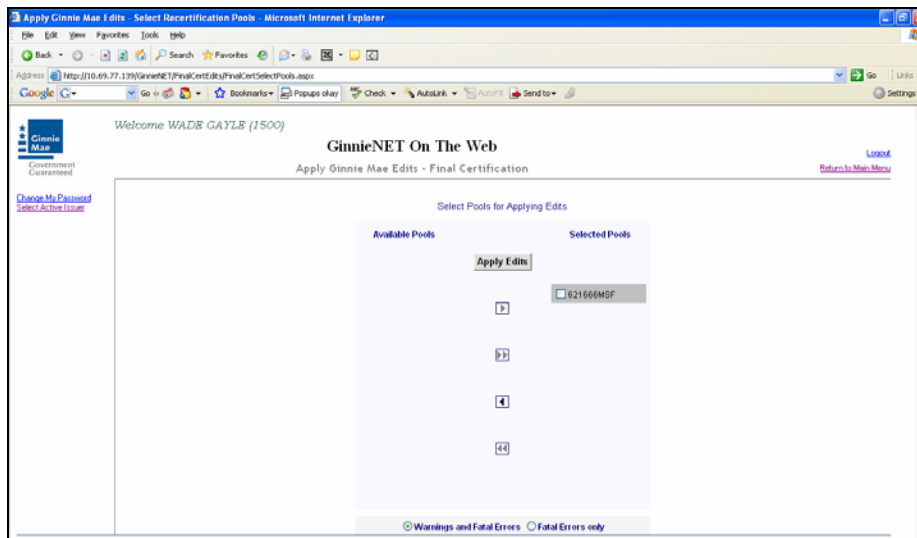 Apply Ginnie Mae Edits - Select Recertification Pools - Microsoft Internet Explorer
File Edit View Favorites Tools Help
Back Search Favorites
Address http://10.69.77.139/GinnieNET/FinalCertEdits/FinalCertSelectPools.aspx Go Links
Google Go Bookmarks Popups okay Check AutoLink AutoFill Send to Settings
Welcome WADE GAYLE (1500)
Ginnie Mae
Government Guaranteed
GinnieNET On The Web
Logout
Apply Ginnie Mae Edits - Final Certification
Return to Main Menu
Change My Password
Select Active Issuer
Select Pools for Applying Edits
Available Pools Selected Pools
Apply Edits
621666MSF
Warnings and Fatal Errors Fatal Errors only